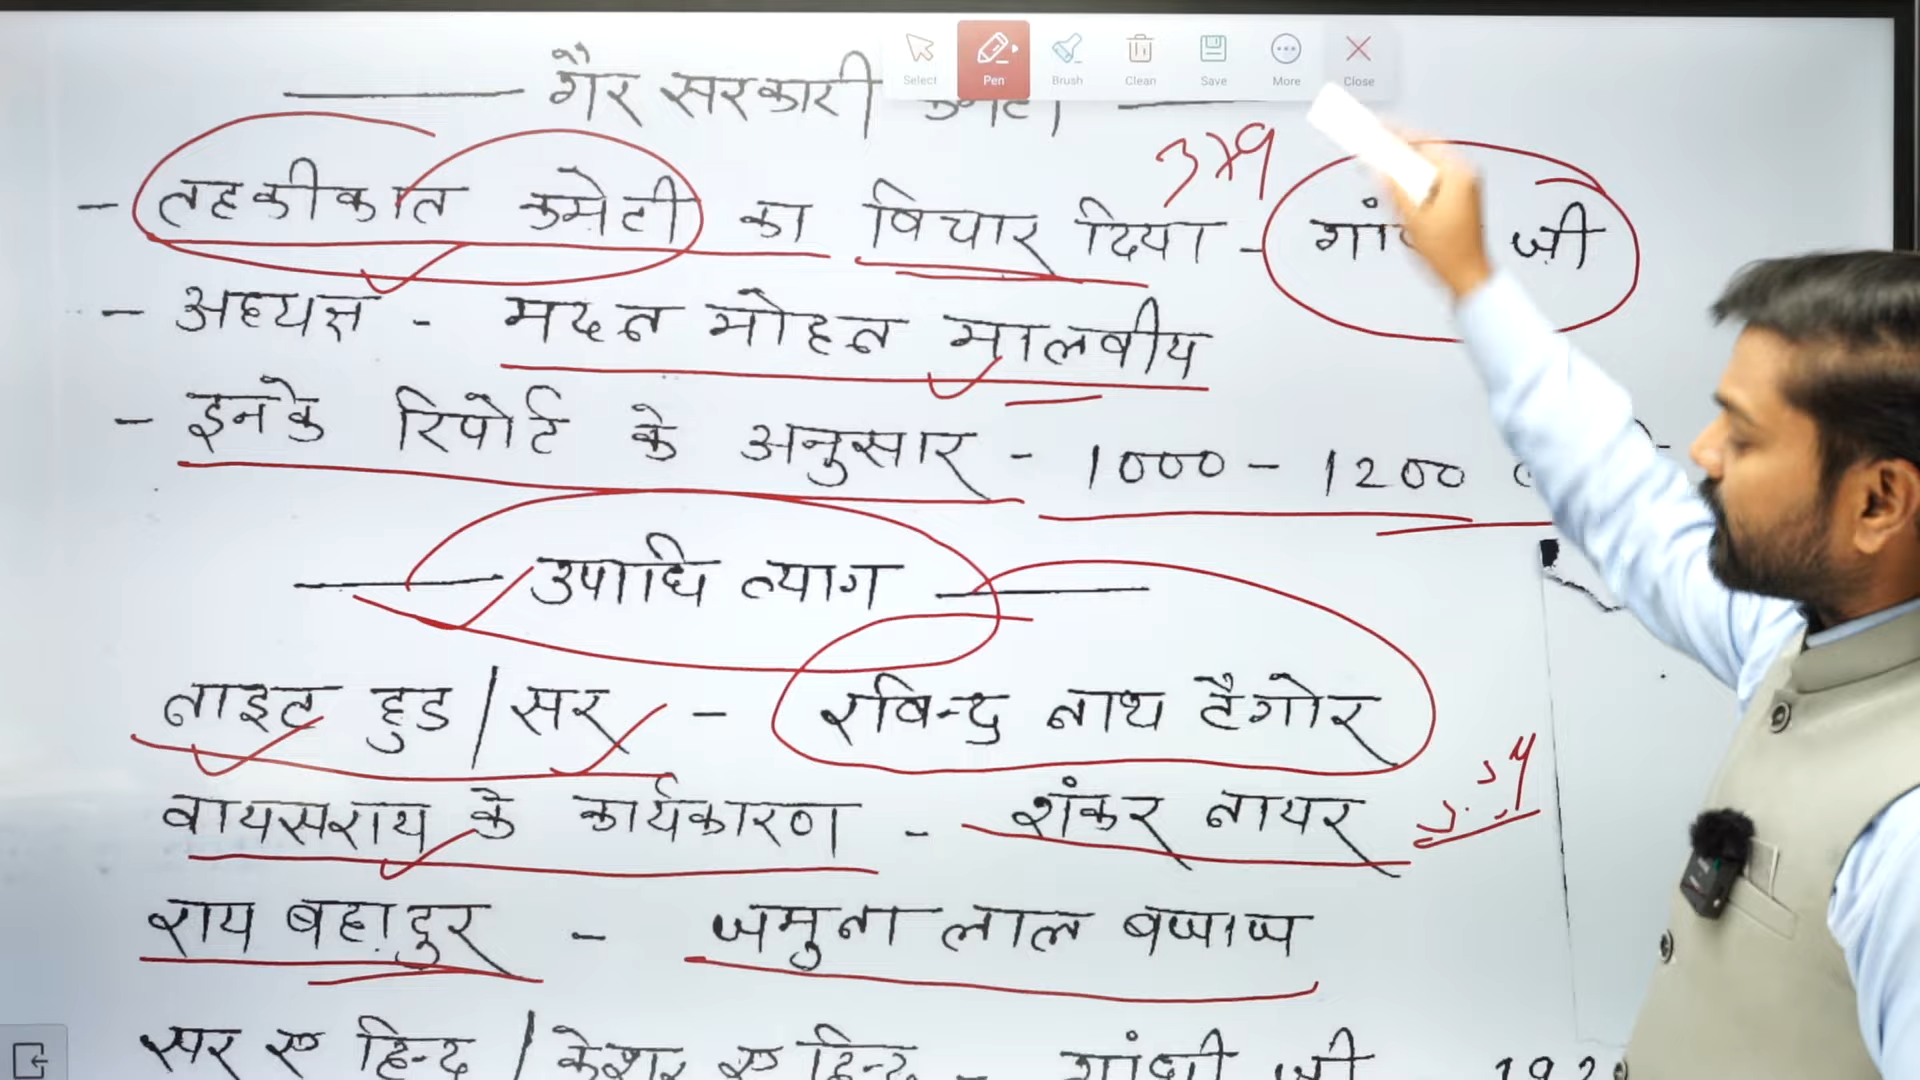 Select Pen Brush Clean Save More Close
गैर सरकारी
379
- तहकीकात कमेटी का विचार दिया - जी
- अध्यक्ष - मदन मोहन मालवीय
- इनके रिपोर्ट के अनुसार - 1000 - 1200
उपाधि त्याग
नाइट हुड / सर - रविन्द्र नाथ टैगोर
वायसराय के कार्यकारण - शंकर नायर
राय बहादुर - जमुना लाल बजाज
सर ए हिन्द / केशर ए हिन्द - गांधी जी